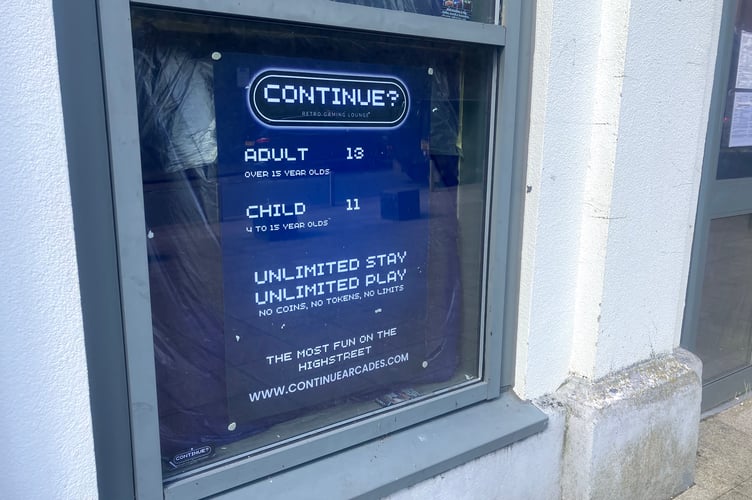 CONTINUE?
RETRO GAMING LOUNGE
ADULT 13
OVER 15 YEAR OLDS
CHILD 11
4 TO 15 YEAR OLDS
UNLIMITED STAY
UNLIMITED PLAY
NO COINS, NO TOKENS, NO LIMITS
THE MOST FUN ON THE
HIGHSTREET
WWW.CONTINUEARCADES.COM
CONTINUE?